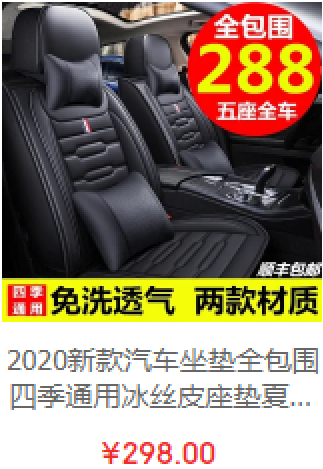 全包围
288
五座全车
顺丰包邮
四季
通用
免洗透气 两款材质
2020新款汽车坐垫全包围
四季通用冰丝皮座垫夏...
¥298.00